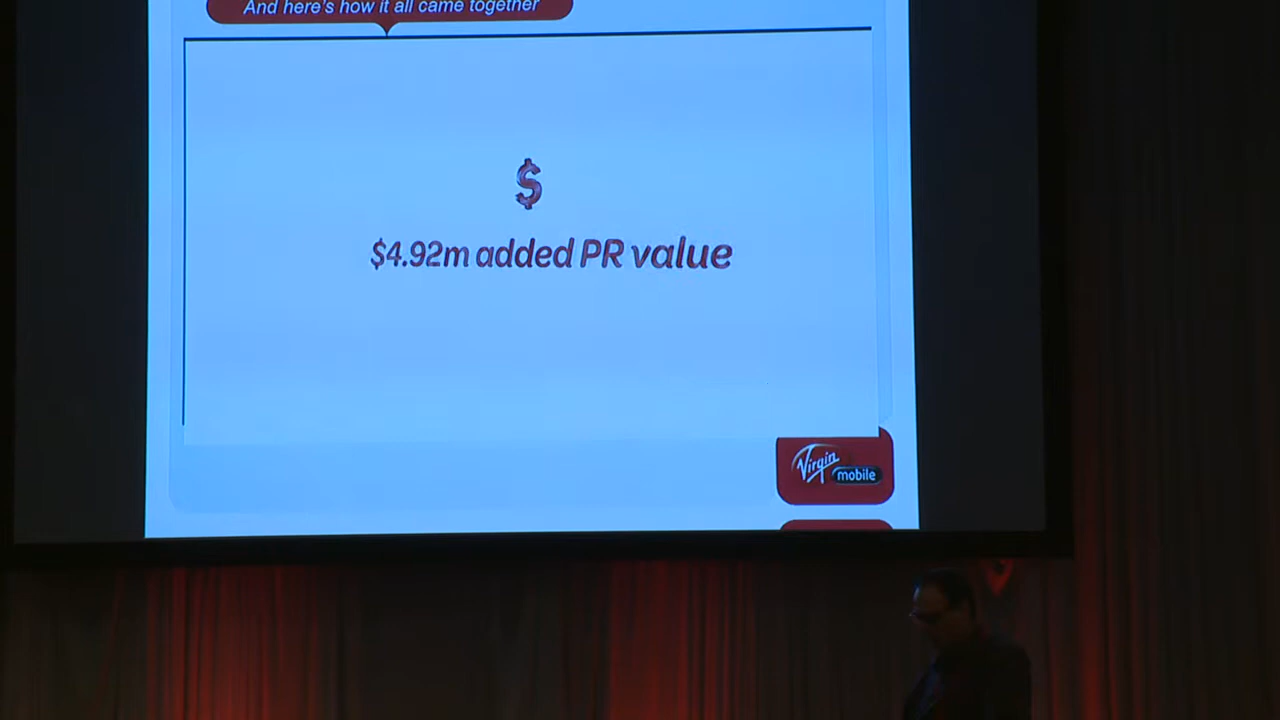 And here's how it all came together
$
$4.92m added PR value
Virgin
mobile